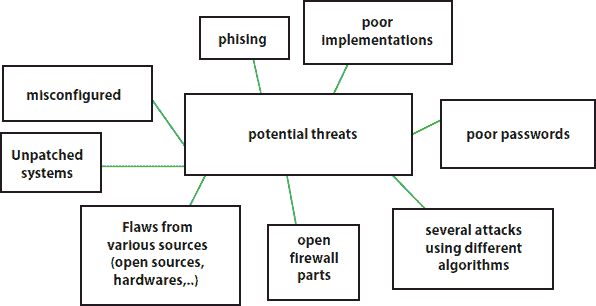 phising
poor
implementations
misconfigured
potential threats
poor passwords
Unpatched
systems
Flaws from
various sources
(open sources,
hardwares,..)
open
firewall
parts
several attacks
using different
algorithms